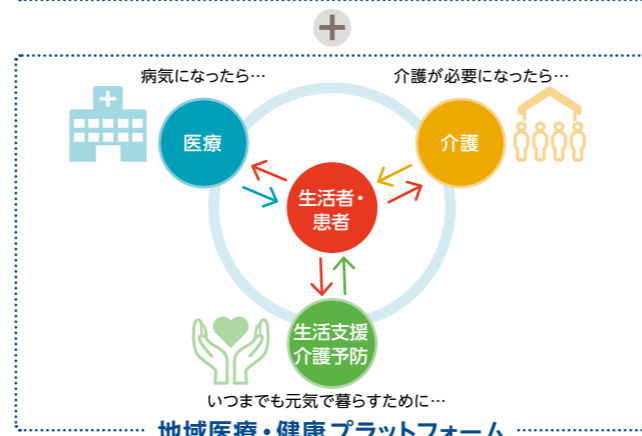 病気になったら…
介護が必要になったら…
医療
介護
生活者・
患者
生活支援
介護予防
いつまでも元気で暮らすために…
地域医療・健康プラットフォーム